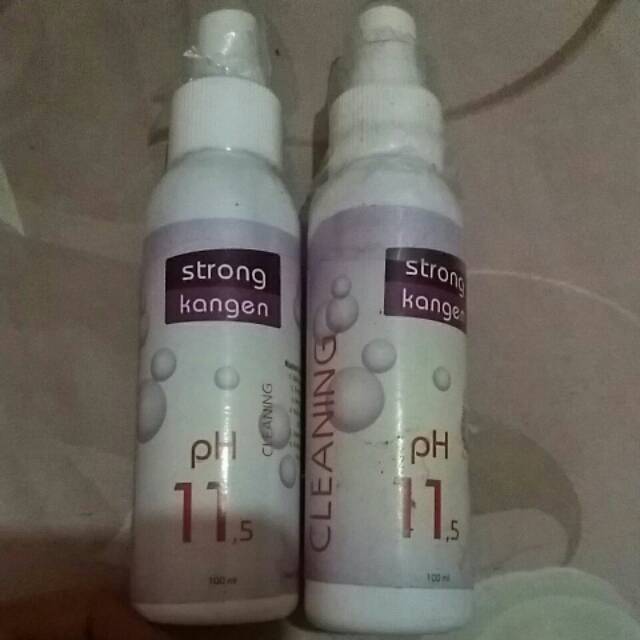 strong
kangen
CLEANING
pH
11,5
100 ml
strong
kangen
CLEANING
pH
11,5
100 ml